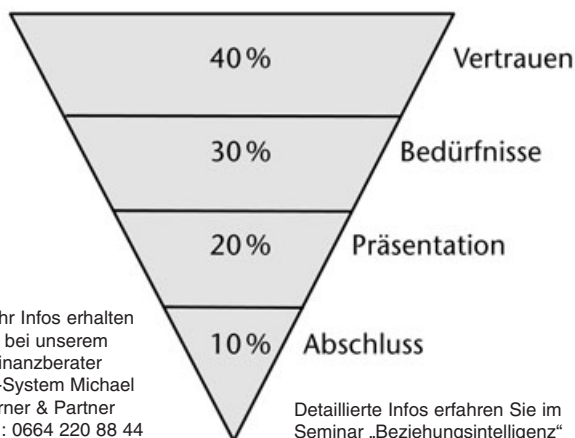 40 % Vertrauen
30 % Bedürfnisse
20 % Präsentation
10 % Abschluss
hr Infos erhalten
bei unserem
inanzberater
-System Michael
rner & Partner
: 0664 220 88 44
Detaillierte Infos erfahren Sie im
Seminar „Beziehungsintelligenz“